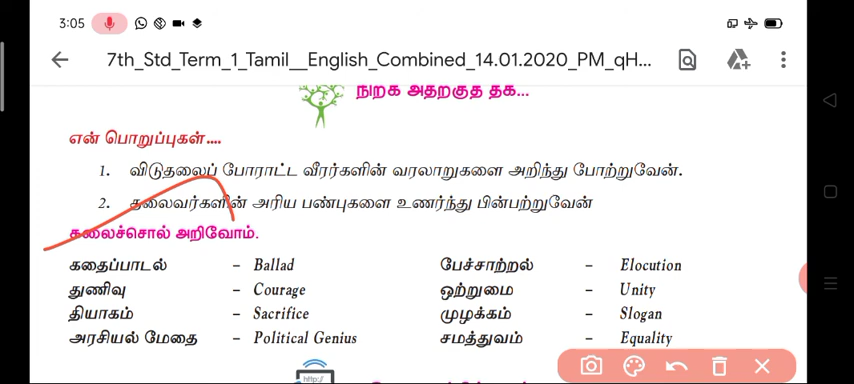 3:05
7th_Std_Term_1_Tamil__English_Combined_14.01.2020_PM_qH...
நிற்க அதற்குத் தக...
என் பொறுப்புகள்....
1. விடுதலைப் போராட்ட வீரர்களின் வரலாறுகளை அறிந்து போற்றுவேன்.
2. தலைவர்களின் அரிய பண்புகளை உணர்ந்து பின்பற்றுவேன்
கலைச்சொல் அறிவோம்.
கதைப்பாடல் – Ballad பேச்சாற்றல் – Elocution
துணிவு – Courage ஒற்றுமை – Unity
தியாகம் – Sacrifice முழக்கம் – Slogan
அரசியல் மேதை – Political Genius சமத்துவம் – Equality
http://